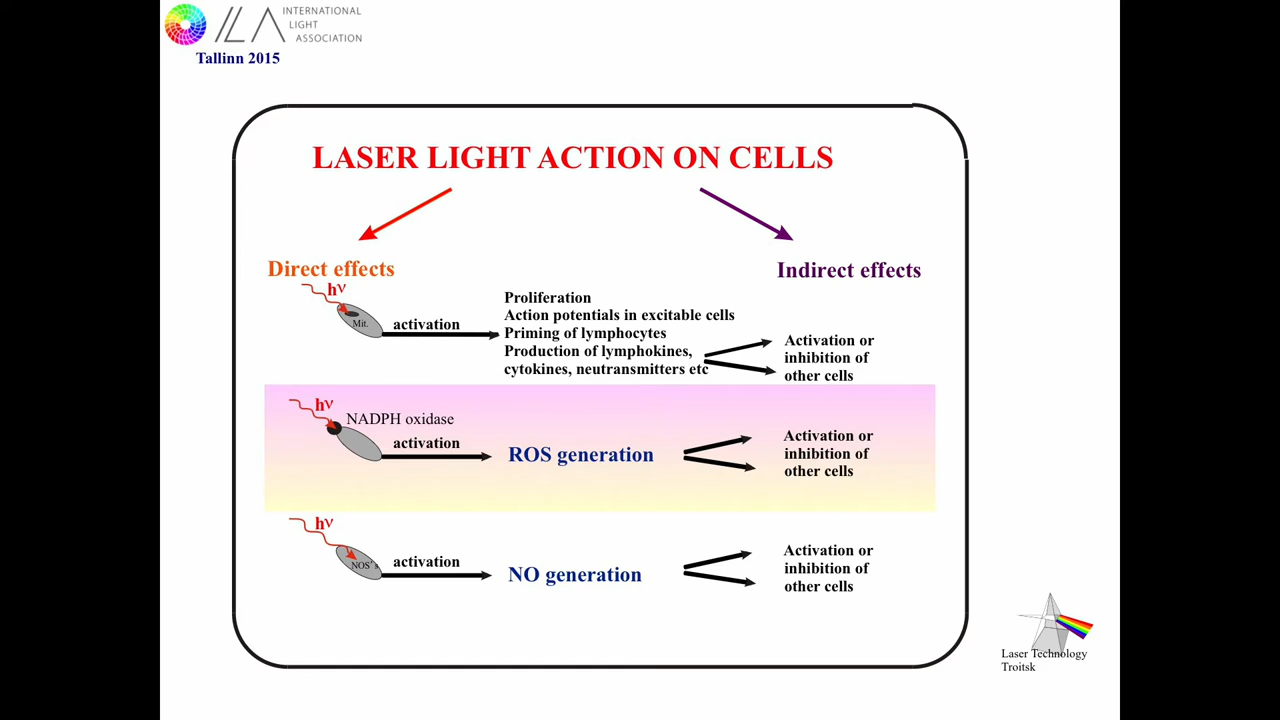 ILA INTERNATIONAL
LIGHT
ASSOCIATION
Tallinn 2015
LASER LIGHT ACTION ON CELLS
Direct effects
Indirect effects
hν
Mit.
activation
Proliferation
Action potentials in excitable cells
Priming of lymphocytes
Production of lymphokines,
cytokines, neutransmitters etc
Activation or
inhibition of
other cells
hν
NADPH oxidase
activation
ROS generation
Activation or
inhibition of
other cells
hν
NOS's
activation
NO generation
Activation or
inhibition of
other cells
Laser Technology
Troitsk